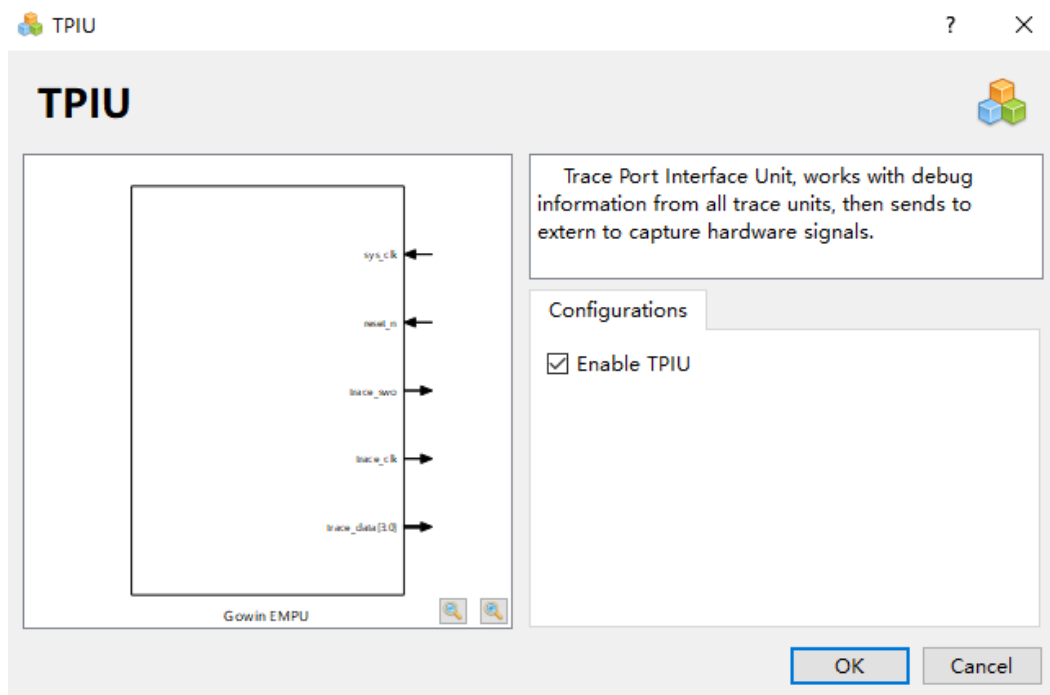 TPIU
?
TPIU
Trace Port Interface Unit, works with debug
information from all trace units, then sends to
extern to capture hardware signals.
sys_clk
reset_n
trace_swo
trace_clk
trace_data[3:0]
Gowin EMPU
Configurations
Enable TPIU
OK
Cancel